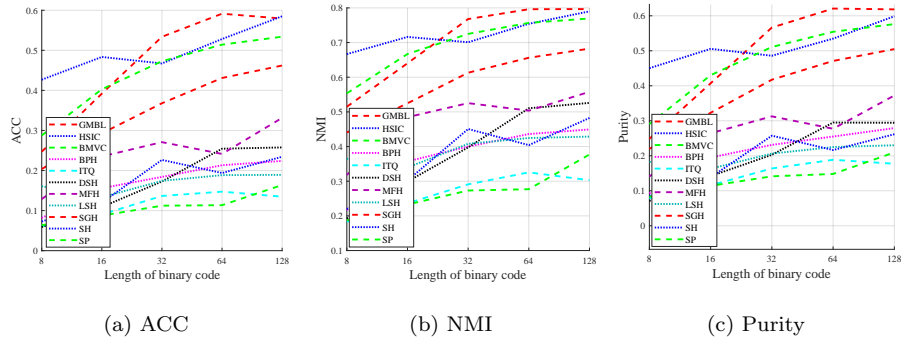 0.6
0.5
0.4
0.3
0.2
0.1
0
ACC
GMBL
HSIC
BMVC
BPH
ITQ
DSH
MFH
LSH
SGH
SH
SP
8
16
32
64
128
Length of binary code
(a) ACC
0.8
0.7
0.6
0.5
0.4
0.3
0.2
0.1
NMI
GMBL
HSIC
BMVC
BPH
ITQ
DSH
MFH
LSH
SGH
SH
SP
8
16
32
64
128
Length of binary code
(b) NMI
0.6
0.5
0.4
0.3
0.2
0.1
0
Purity
GMBL
HSIC
BMVC
BPH
ITQ
DSH
MFH
LSH
SGH
SH
SP
8
16
32
64
128
Length of binary code
(c) Purity